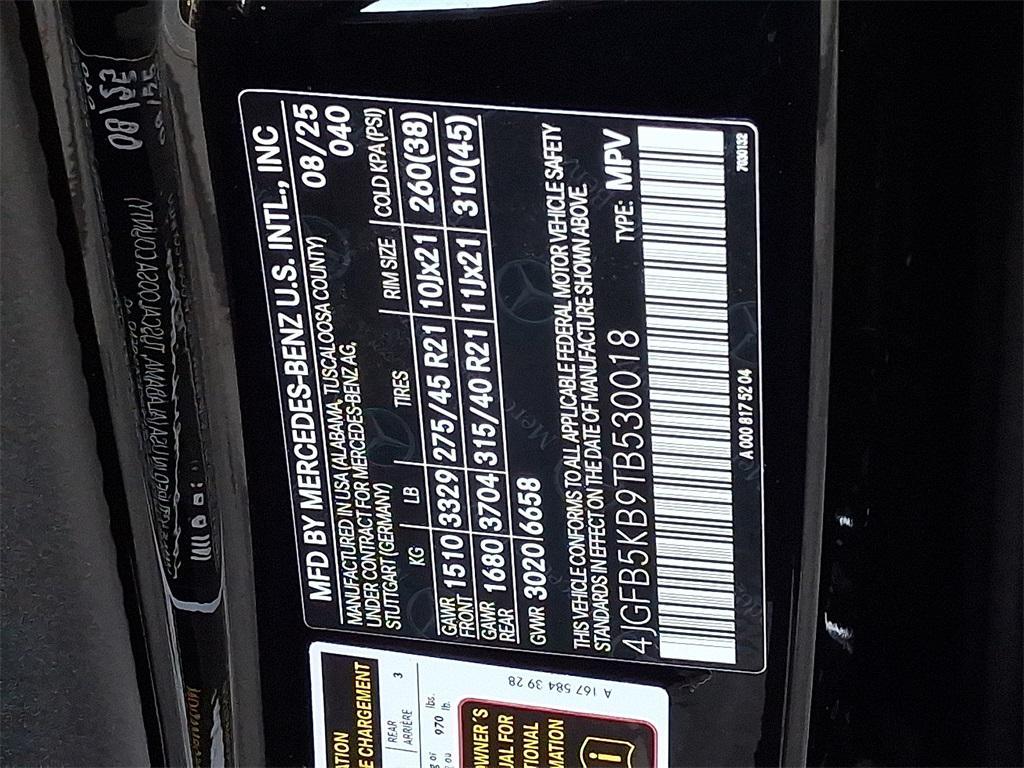 MFD BY MERCEDES-BENZ U.S. INTL., INC
MANUFACTURED IN USA (ALABAMA, TUSCALOOSA COUNTY) 08/25
UNDER CONTRACT FOR MERCEDES-BENZ AG, 040
STUTTGART (GERMANY)
KG LB TIRES RIM SIZE COLD KPA (PSI)
GAWR FRONT 1510 3329 275/45 R21 10Jx21 260(38)
GAWR REAR 1680 3704 315/40 R21 11Jx21 310(45)
GVWR 3020 6658
THIS VEHICLE CONFORMS TO ALL APPLICABLE FEDERAL MOTOR VEHICLE SAFETY
STANDARDS IN EFFECT ON THE DATE OF MANUFACTURE SHOWN ABOVE.
TYPE: MPV
4JGFB5KB9TB530018
A 000 817 52 04
7030132
E CHARGEMENT
REAR
ARRIÈRE 3
970 lbs.
lb.
A 167 584 39 28
OWNER'S